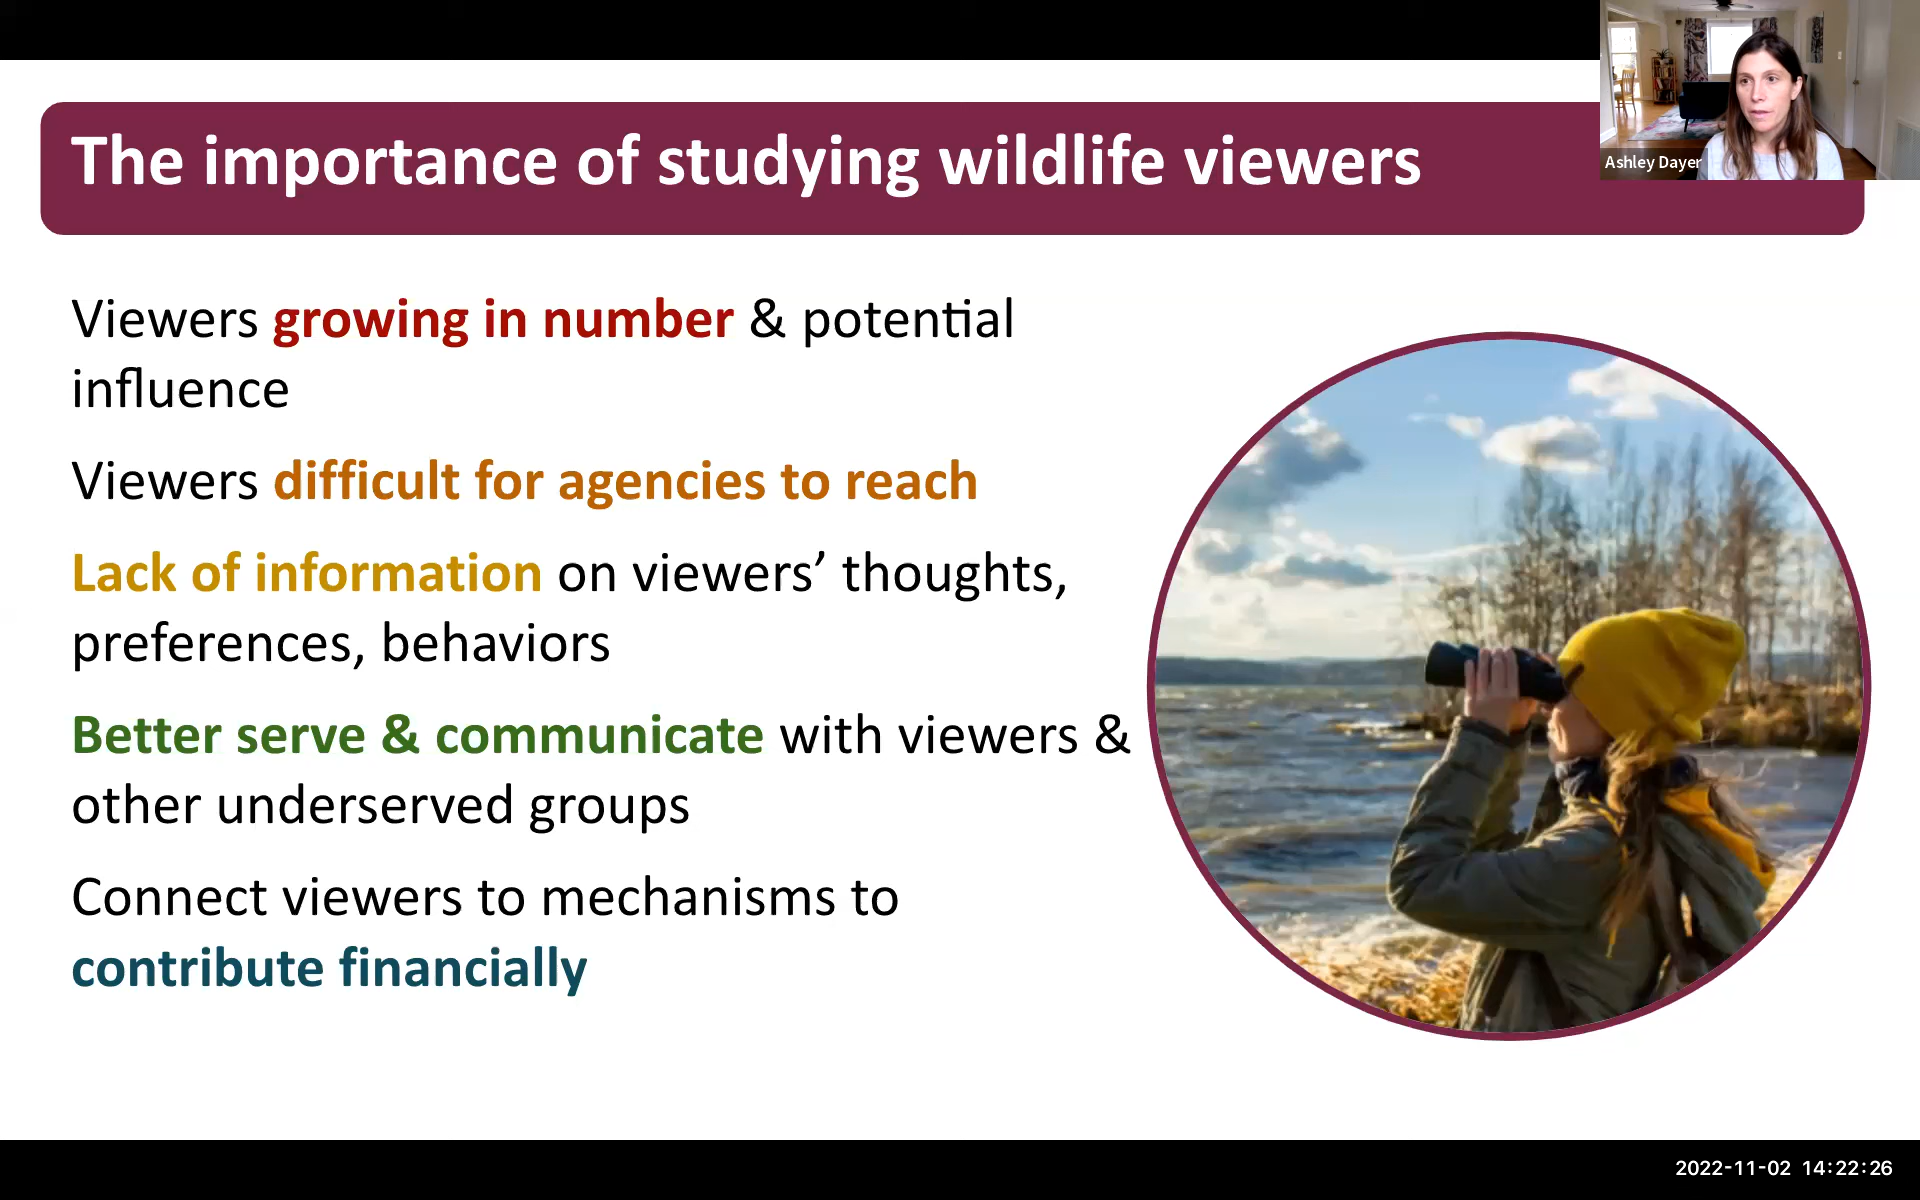 The importance of studying wildlife viewers
Ashley Dayer
Viewers growing in number & potential
influence
Viewers difficult for agencies to reach
Lack of information on viewers’ thoughts,
preferences, behaviors
Better serve & communicate with viewers &
other underserved groups
Connect viewers to mechanisms to
contribute financially
2022-11-02 14:22:26